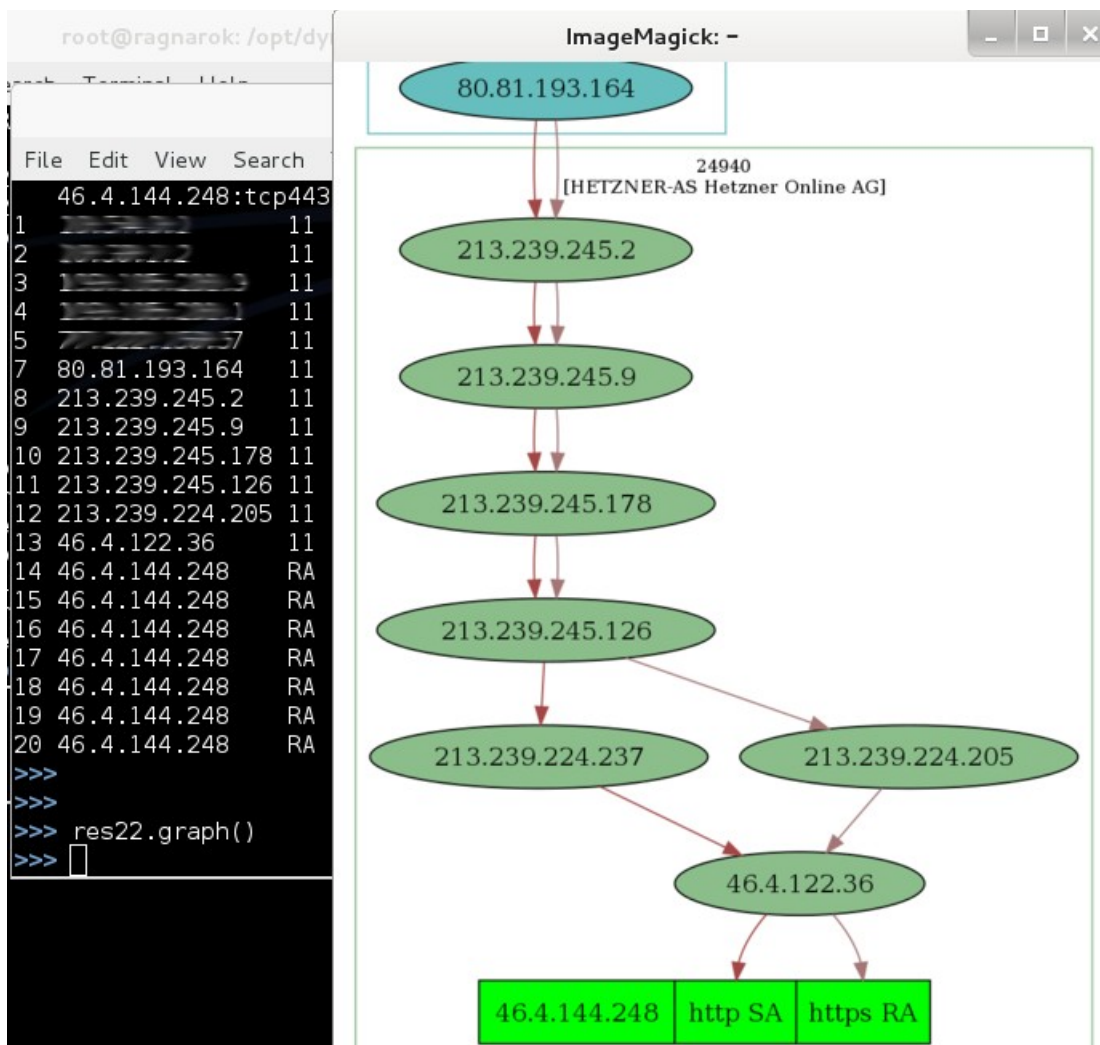 root@ragnarok: /opt/dy
ImageMagick: –
Terminal
File Edit View Search
46.4.144.248:tcp443
1 11
2 11
3 11
4 11
5 11
7 80.81.193.164 11
8 213.239.245.2 11
9 213.239.245.9 11
10 213.239.245.178 11
11 213.239.245.126 11
12 213.239.224.205 11
13 46.4.122.36 11
14 46.4.144.248 RA
15 46.4.144.248 RA
16 46.4.144.248 RA
17 46.4.144.248 RA
18 46.4.144.248 RA
19 46.4.144.248 RA
20 46.4.144.248 RA
>>>
>>>
>>> res22.graph()
>>>
80.81.193.164
24940
[HETZNER-AS Hetzner Online AG]
213.239.245.2
213.239.245.9
213.239.245.178
213.239.245.126
213.239.224.237 213.239.224.205
46.4.122.36
46.4.144.248 http SA https RA